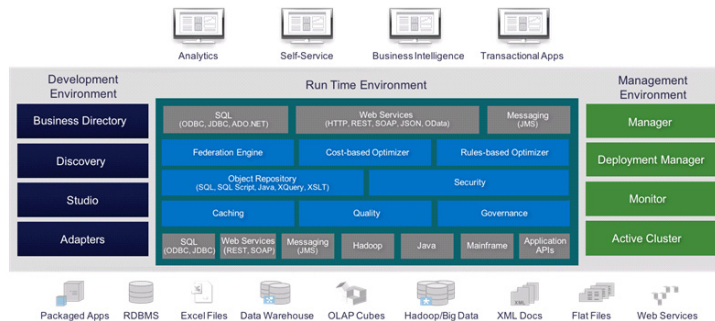 Analytics
Self-Service
Business Intelligence
Transactional Apps
Development
Environment
Business Directory
Discovery
Studio
Adapters
Run Time Environment
SQL
(ODBC, JDBC, ADO.NET)
Web Services
(HTTP, REST, SOAP, JSON, OData)
Messaging
(JMS)
Federation Engine
Cost-based Optimizer
Rules-based Optimizer
Object Repository
(SQL, SQL Script, Java, XQuery, XSLT)
Security
Caching
Quality
Governance
SQL
(ODBC, JDBC)
Web Services
(REST, SOAP)
Messaging
(JMS)
Hadoop
Java
Mainframe
Application
APIs
Management
Environment
Manager
Deployment Manager
Monitor
Active Cluster
Packaged Apps
RDBMS
Excel Files
Data Warehouse
OLAP Cubes
Hadoop/Big Data
XML
XML Docs
Flat Files
Web Services